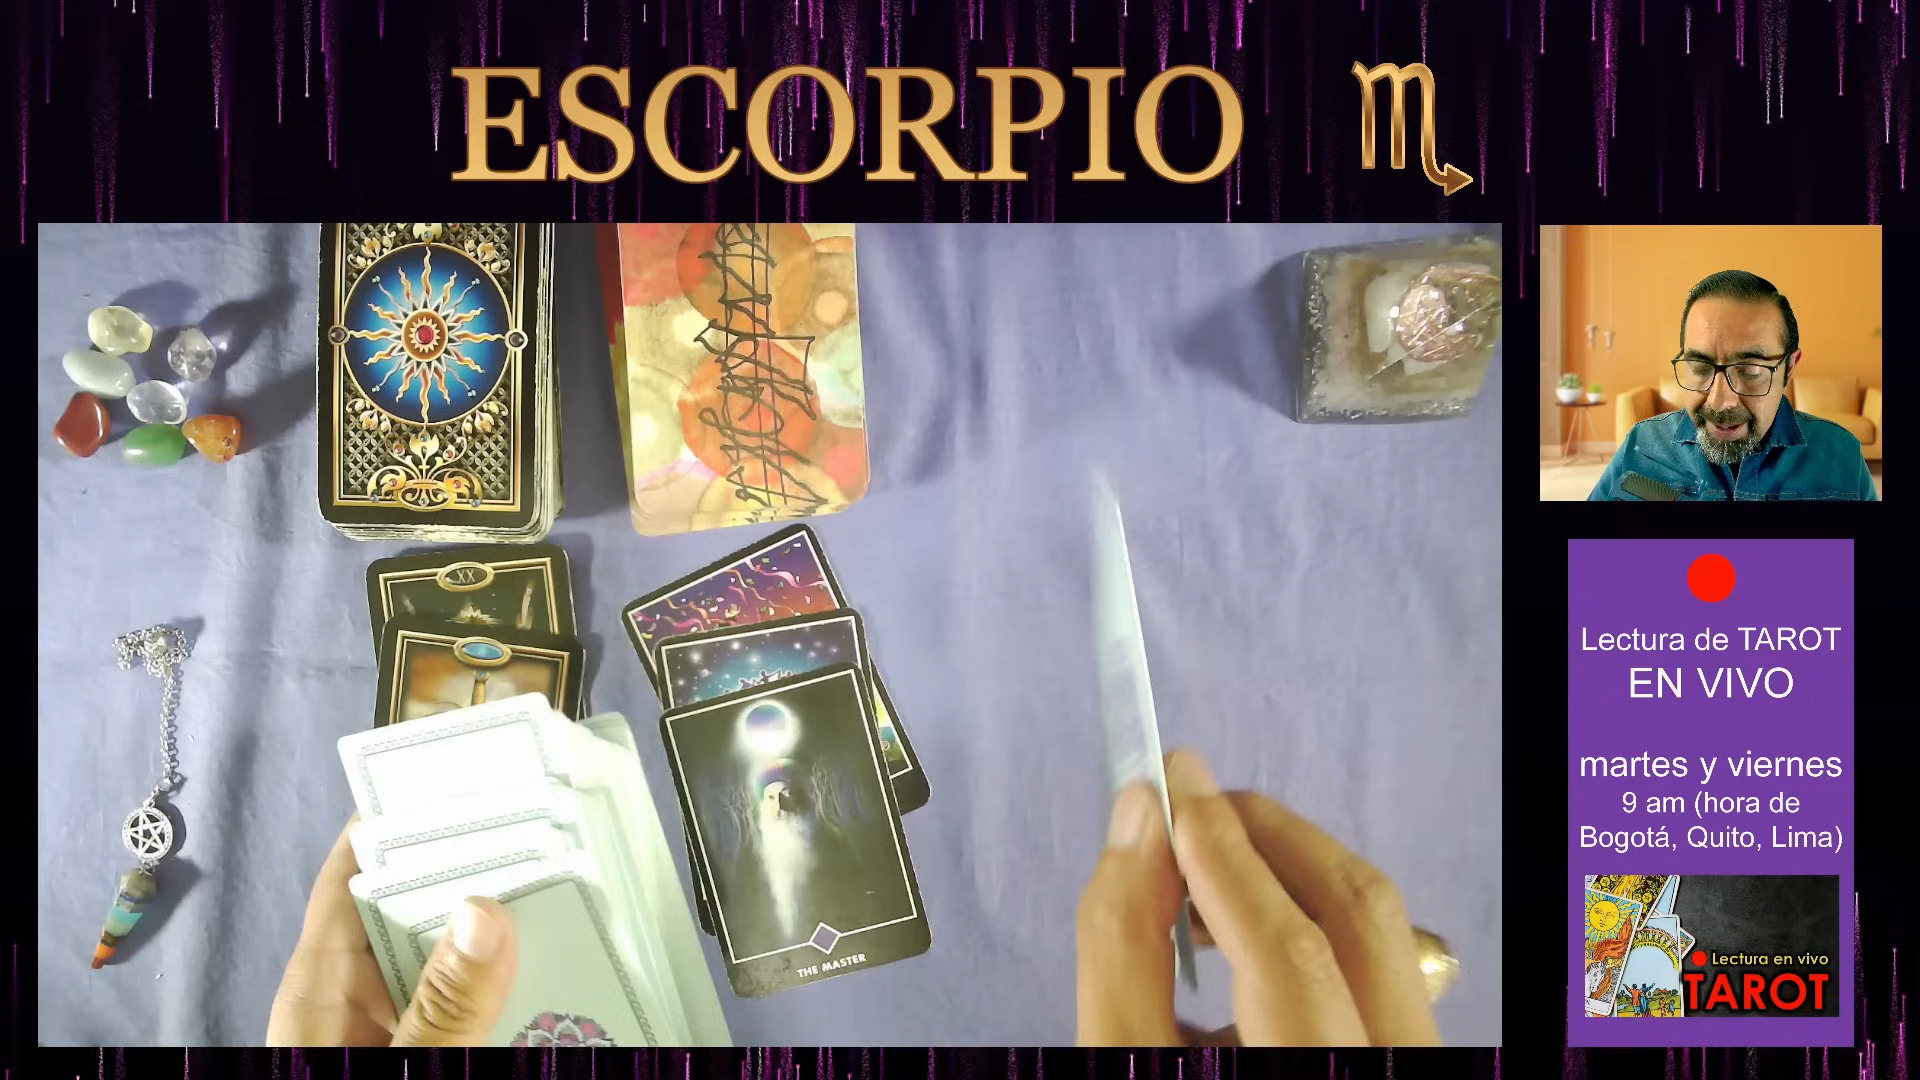 ESCORPIO ♏
XX
THE MASTER
Lectura de TAROT
EN VIVO
martes y viernes
9 am (hora de
Bogotá, Quito, Lima)
Lectura en vivo
TAROT